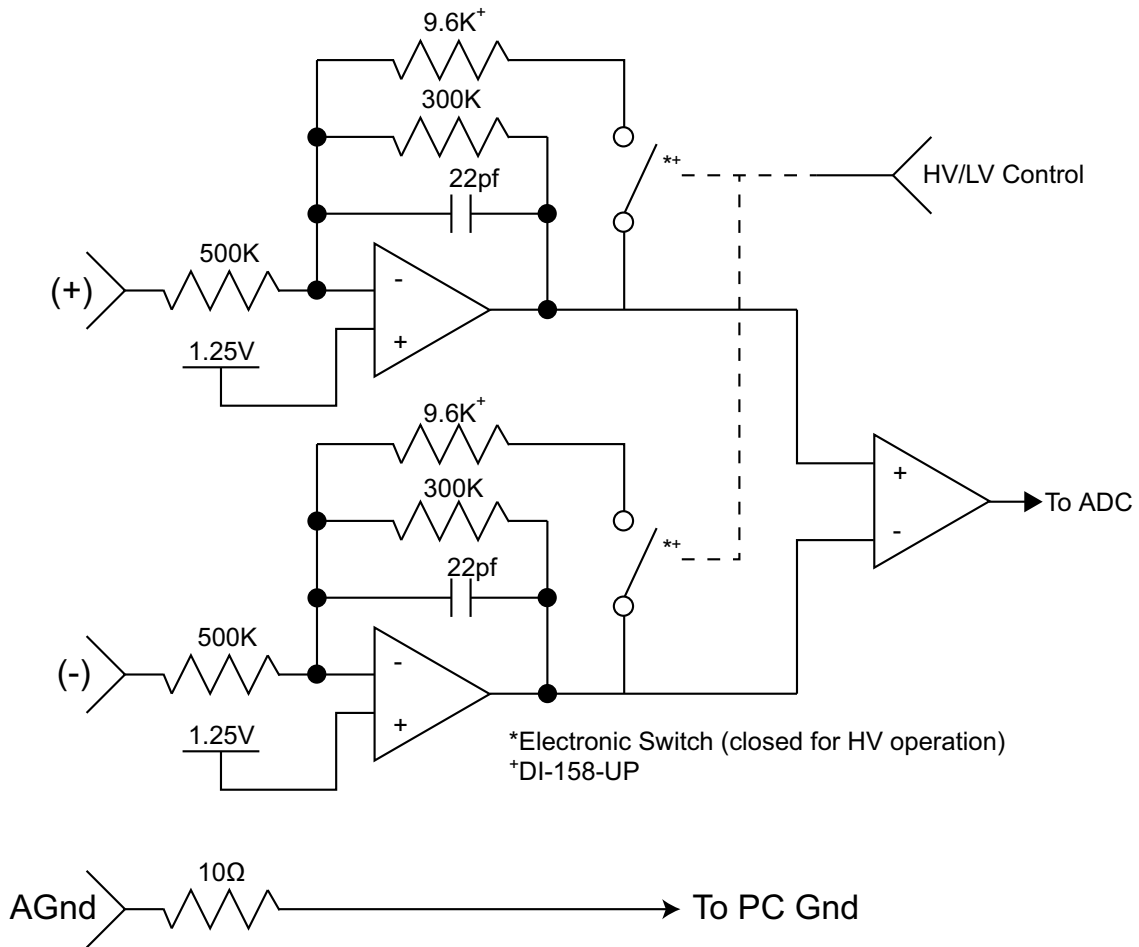 9.6K+
300K
22pf
*+
HV/LV Control
500K
(+)
-
+
1.25V
9.6K+
300K
+
-
To ADC
22pf
*+
500K
(-)
-
+
1.25V
*Electronic Switch (closed for HV operation)
+DI-158-UP
10Ω
AGnd
To PC Gnd